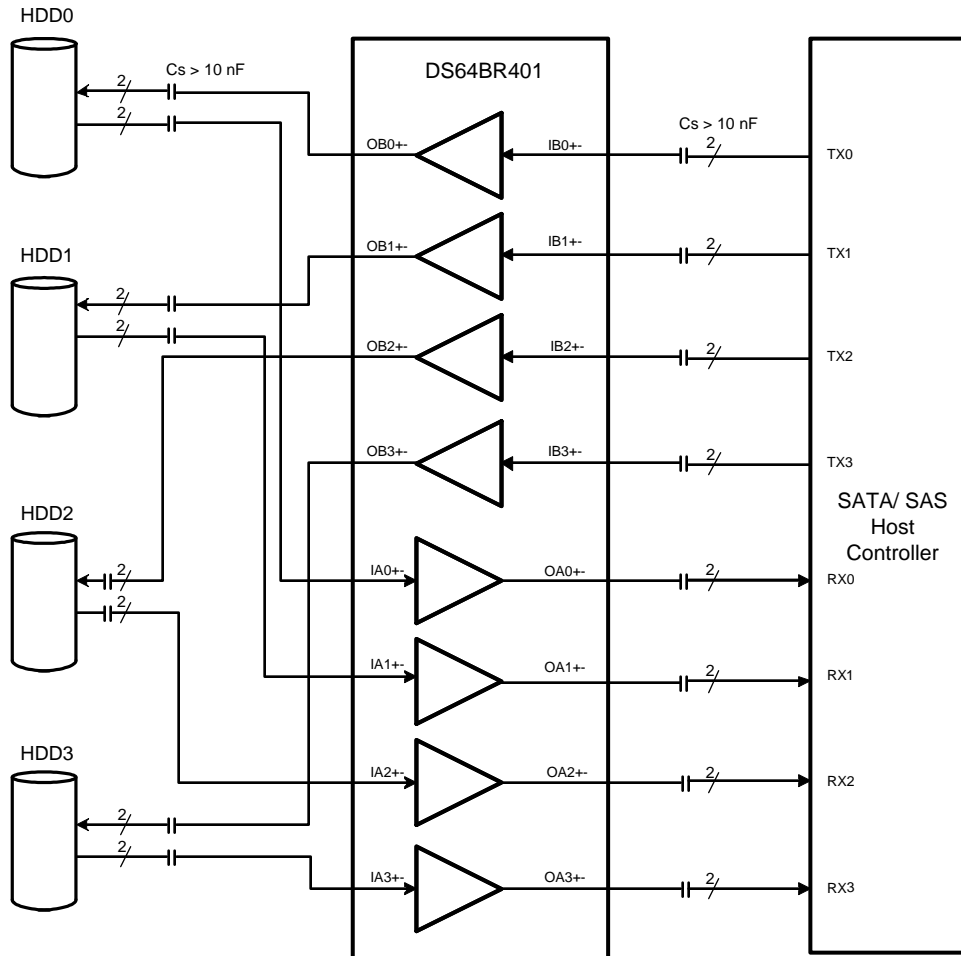 HDD0
2
Cs > 10 nF
2
DS64BR401
Cs > 10 nF
OB0+-
IB0+-
2
TX0
HDD1
OB1+-
IB1+-
2
TX1
2
2
OB2+-
IB2+-
2
TX2
OB3+-
IB3+-
2
TX3
SATA/ SAS
Host
Controller
HDD2
2
2
IA0+-
OA0+-
2
RX0
IA1+-
OA1+-
2
RX1
HDD3
IA2+-
OA2+-
2
RX2
2
2
IA3+-
OA3+-
2
RX3